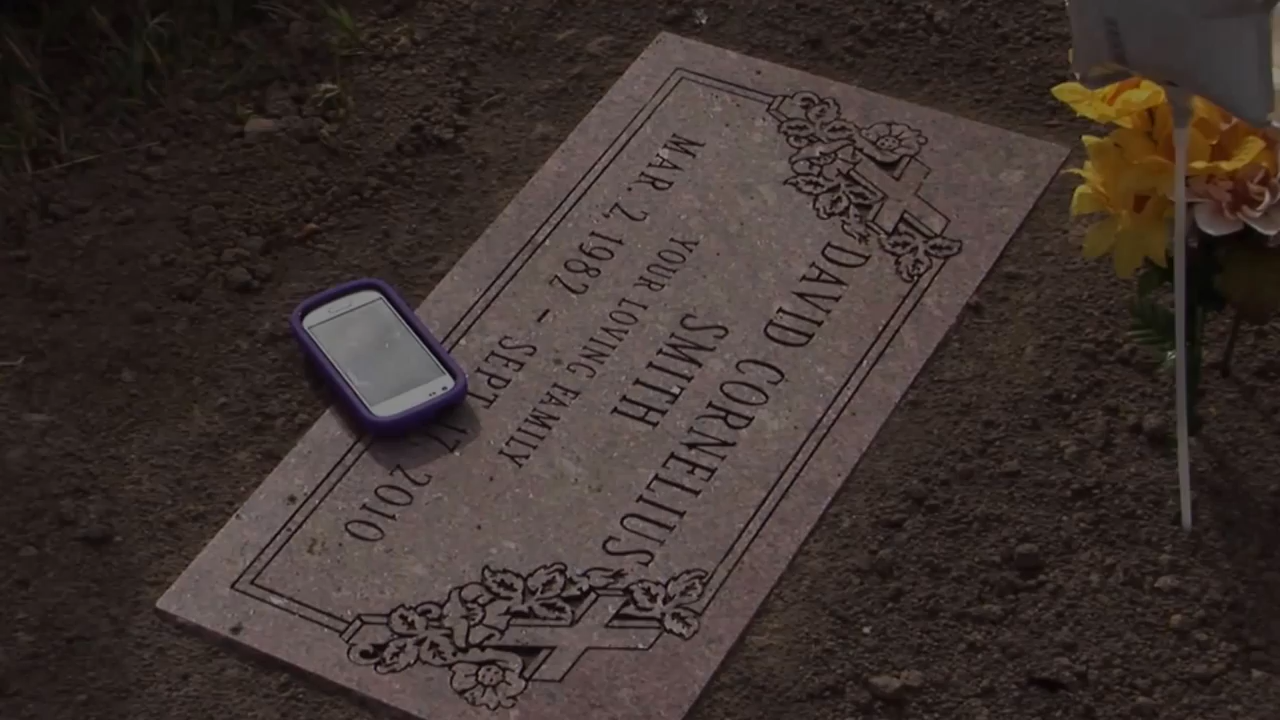 DAVID CORNELIUS
SMITH
YOUR LOVING FAMILY
MAR. 2, 1982 - SEPT 17 2010